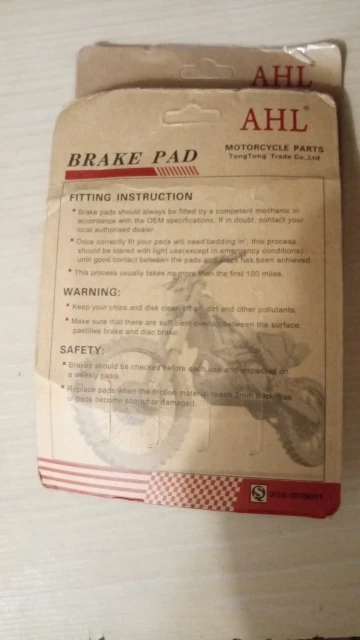 AHL
AHL®
MOTORCYCLE PARTS
TongTong Trade Co.,Ltd
BRAKE PAD
FITTING INSTRUCTION
* Brake pads should always be fitted by a competent mechanic in
accordance with the OEM specifications, if in doubt, contact your
local authorised dealer.
* Once correctly fit your pads will need'bedding in', this process
should be stared with light use(except in emergency conditions)
until good contact between the pads and discs has been achieved.
* This process usually takes no more than the first 100 miles.
WARNING:
* Keep your chips and disk clean off oil, dirt and other pollutants.
* Make sure that there are sufficient overlap between the surface
pastilles brake and disc brake.
SAFETY:
* Brakes should be checked before each use and inspected on
a weekly basis.
* Replace pads when the friction material reach 2mm thickness
or pads become scored or damaged.
SGS ISO9001